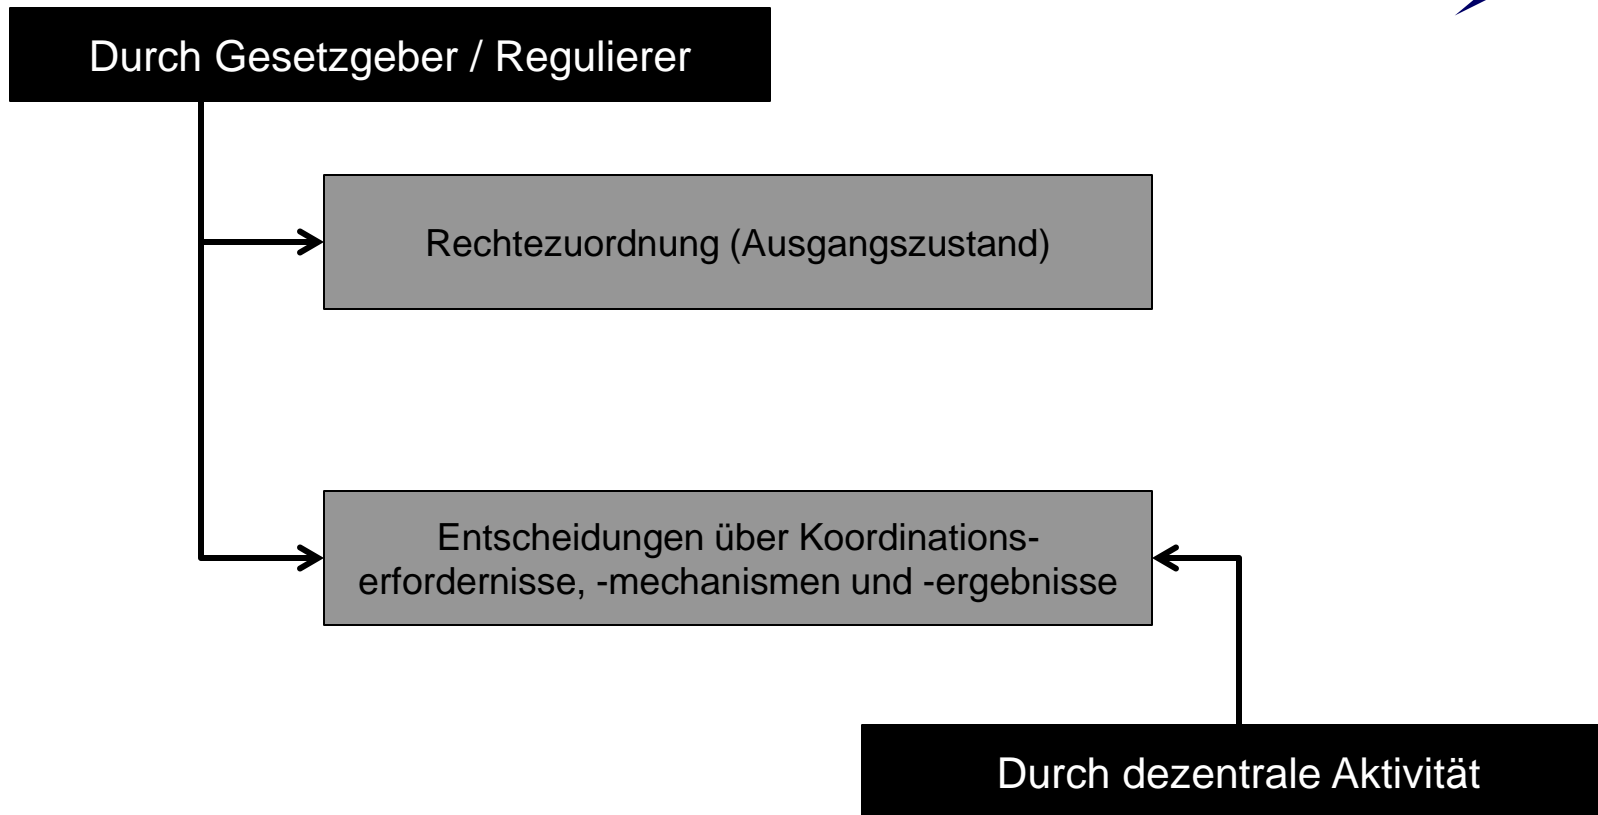 Durch Gesetzgeber / Regulierer
Rechtezuordnung (Ausgangszustand)
Entscheidungen über Koordinations-
erfordernisse, -mechanismen und -ergebnisse
Durch dezentrale Aktivität